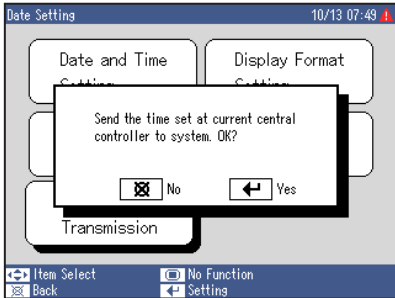 Date Setting 10/13 07:49
Date and Time Display Format
Send the time set at current central
controller to system. OK?
No Yes
Transmission
Item Select No Function
Back Setting